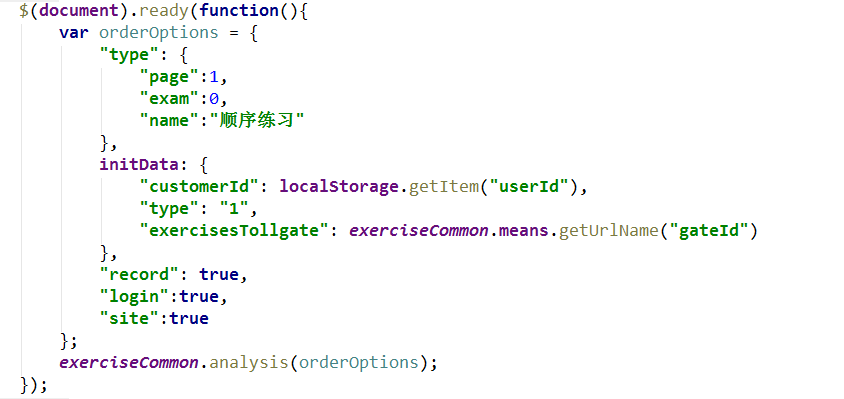 $(document).ready(function(){
    var orderOptions = {
        "type": {
            "page":1,
            "exam":0,
            "name":"顺序练习"
        },
        initData: {
            "customerId": localStorage.getItem("userId"),
            "type": "1",
            "exercisesTollgate": exerciseCommon.means.getUrlName("gateId")
        },
        "record": true,
        "login":true,
        "site":true
    };
    exerciseCommon.analysis(orderOptions);
});